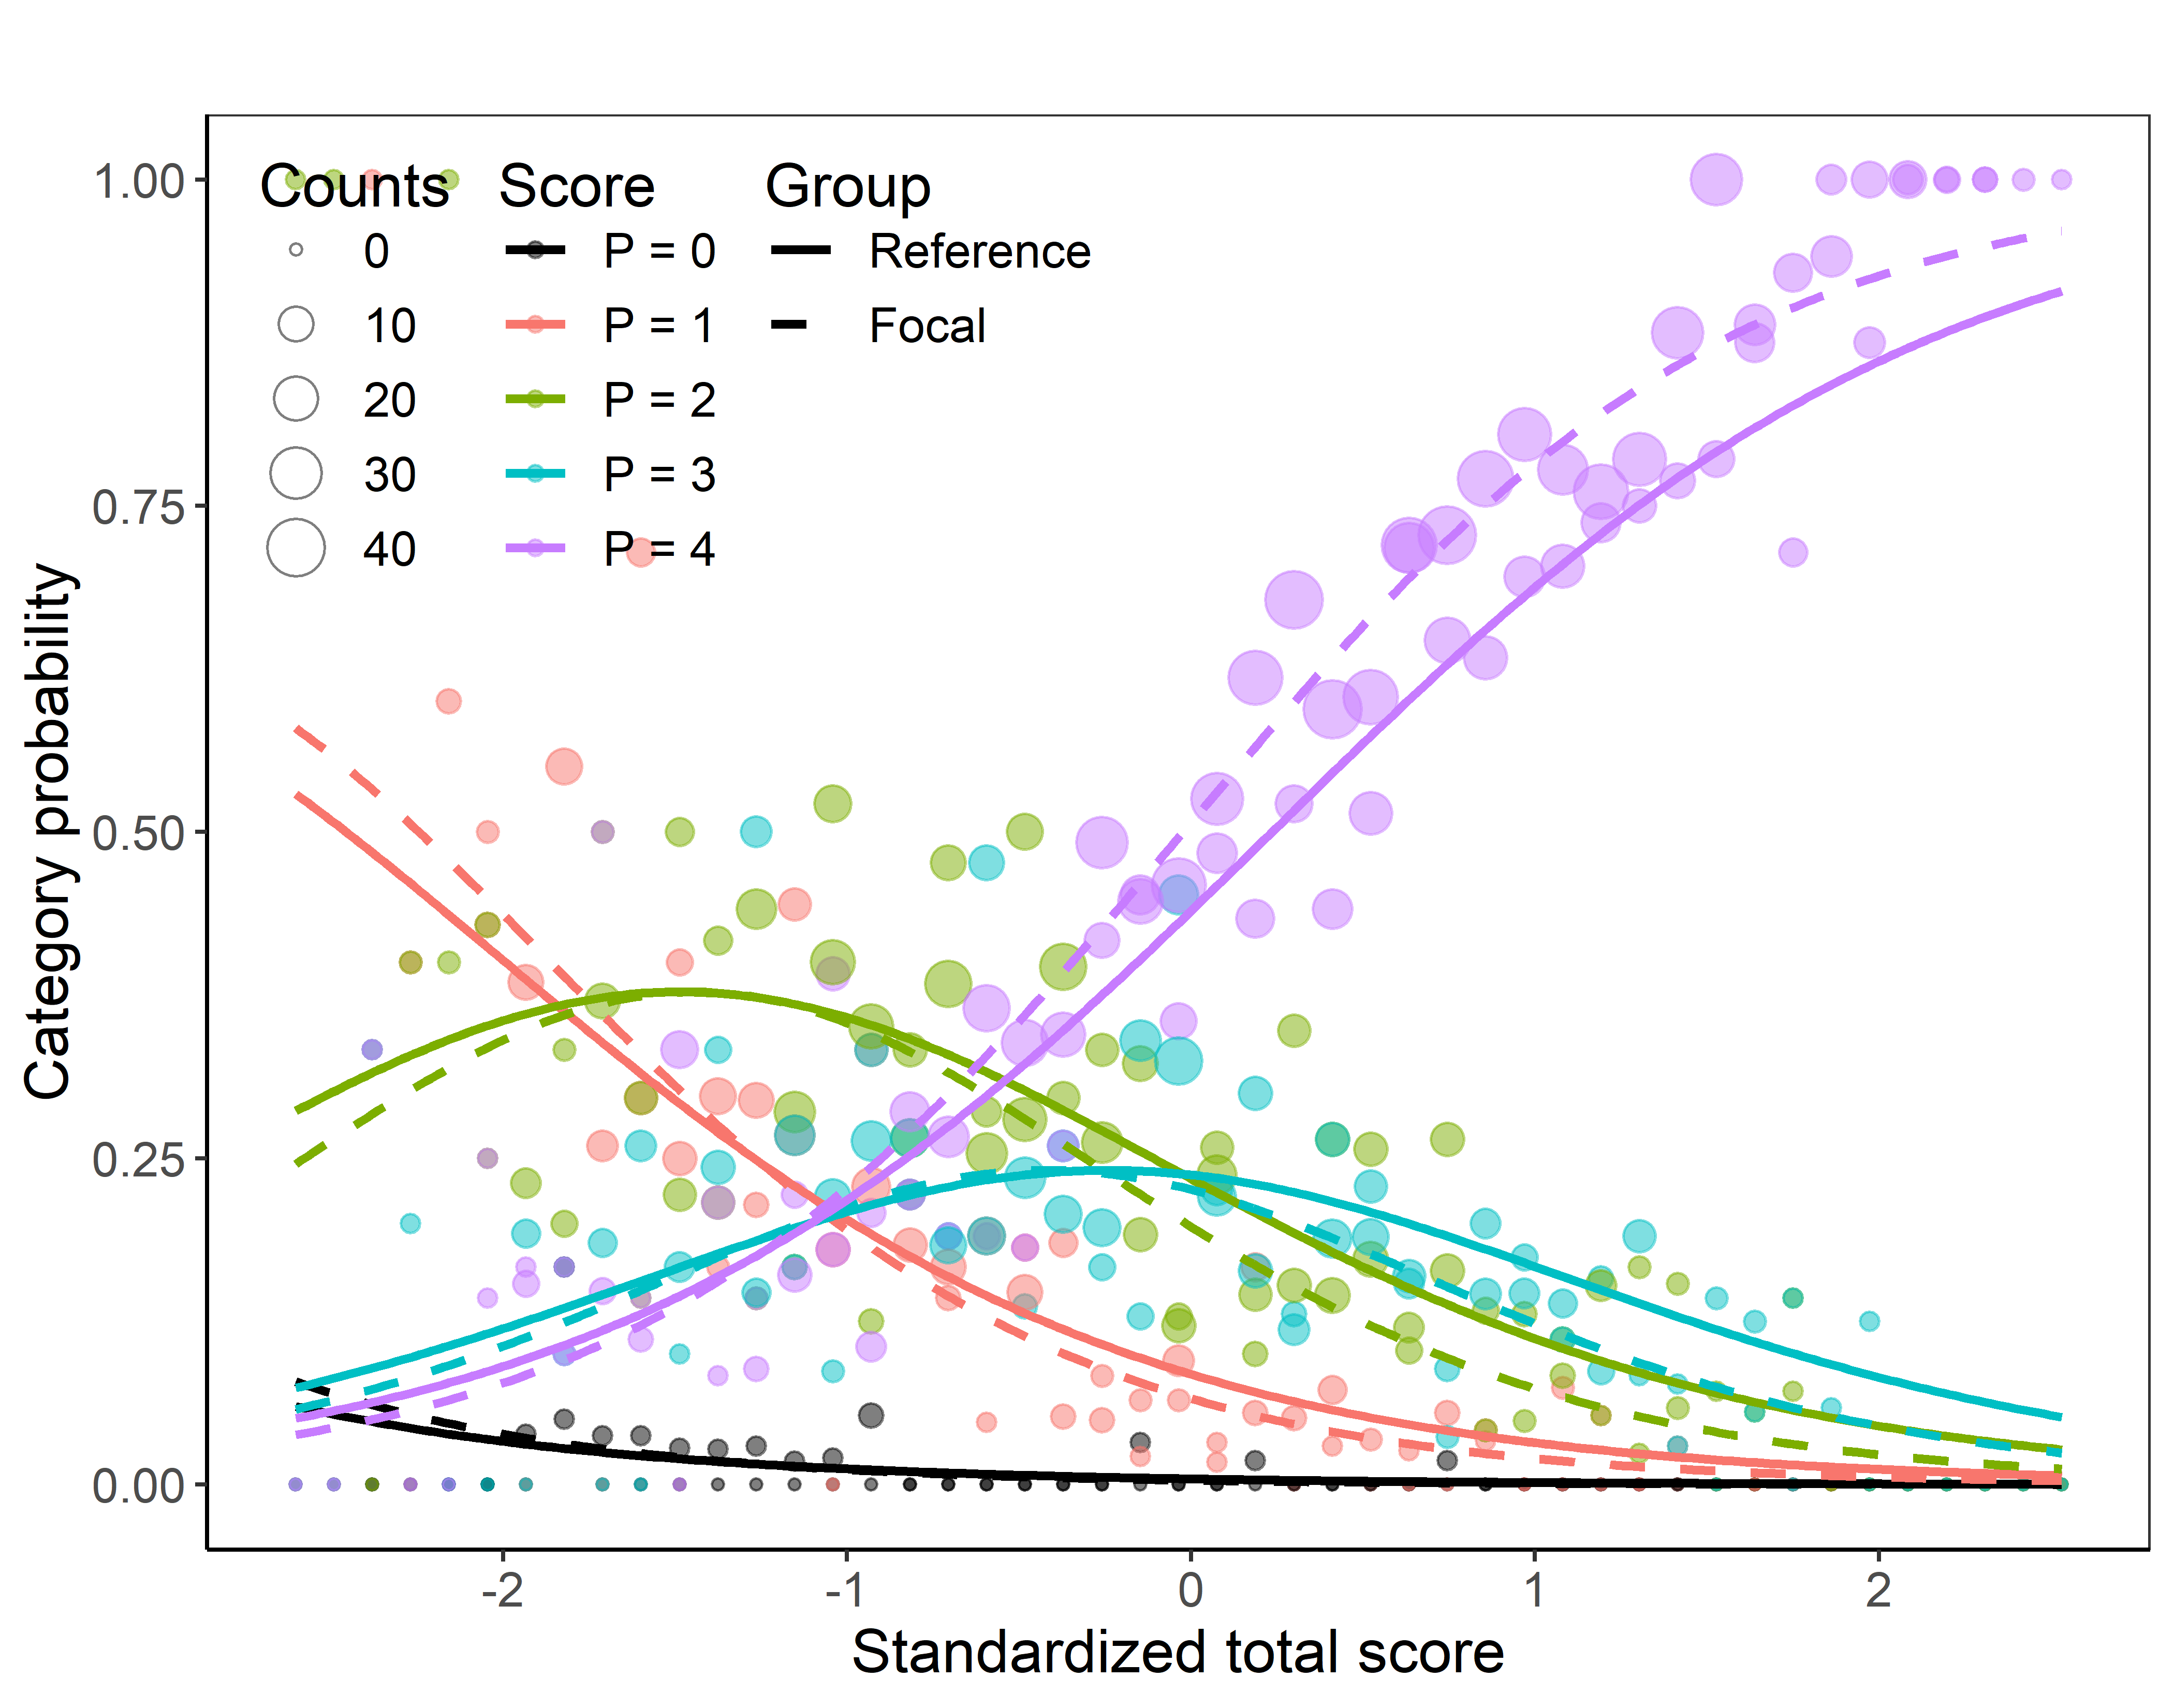 Counts Score Group
0 P = 0 Reference
10 P = 1 Focal
20 P = 2
30 P = 3
40 P = 4
1.00
0.75
0.50
0.25
0.00
Category probability
-2 -1 0 1 2
Standardized total score